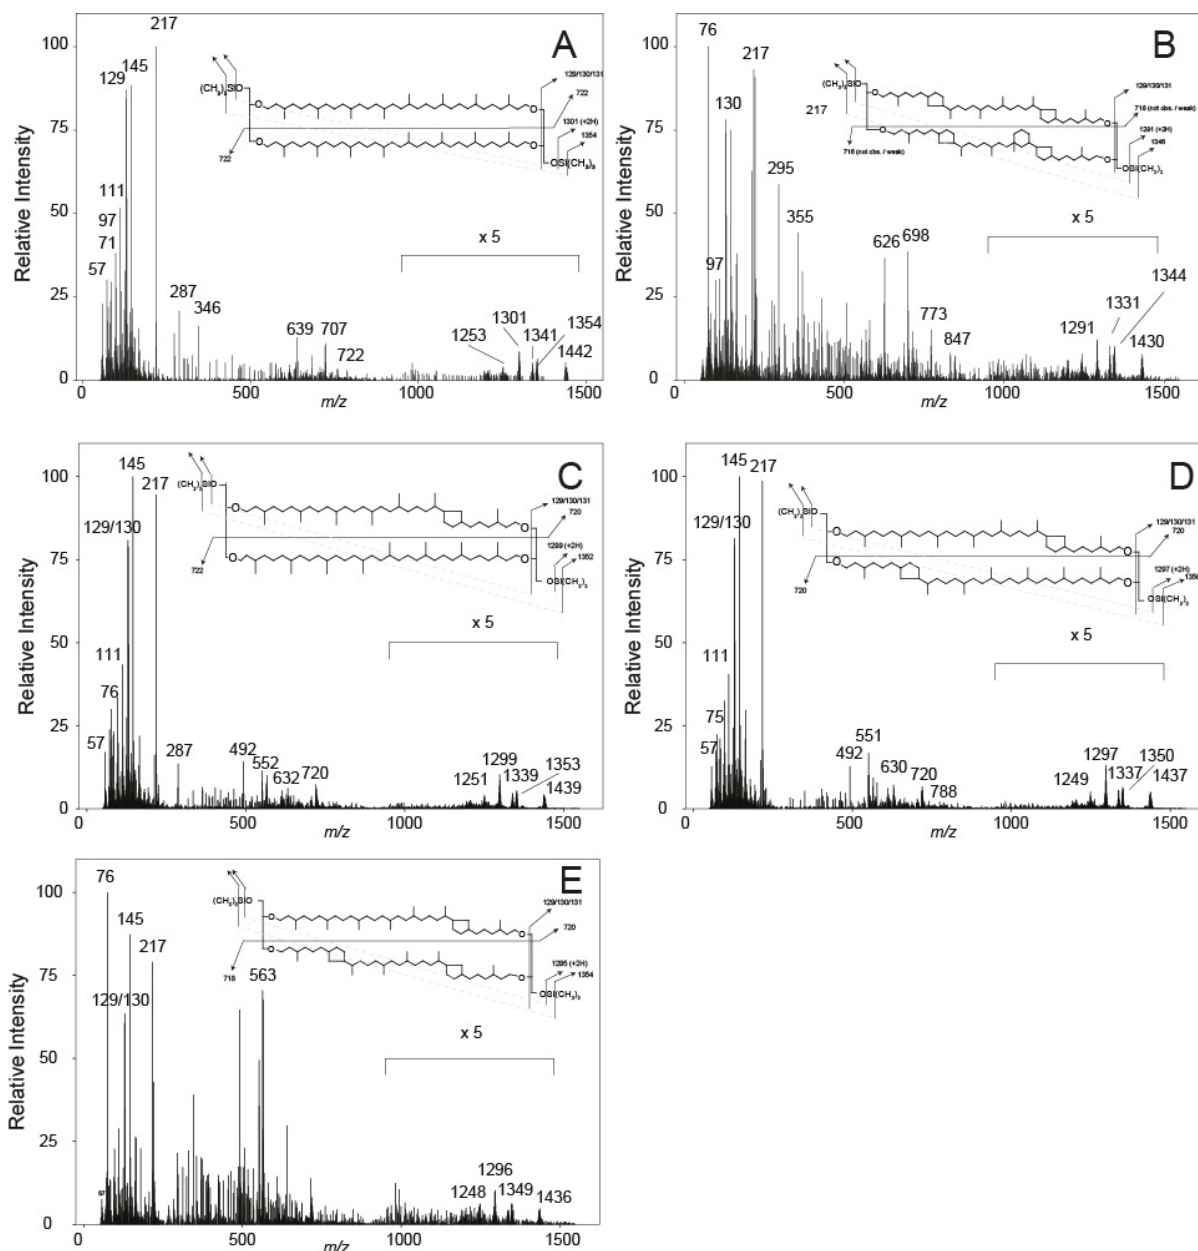 A
217
100
129
145
(CH3)3SIO
O
O
O
O
129/130/131
722
1301 (+2H)
1354
OSI(CH3)3
722
75
50
25
0
111
97
71
57
287
346
639
707
722
x 5
1253
1301
1341
1354
1442
0
500
1000
1500
m/z
Relative Intensity
B
76
217
100
130
(CH3)3SIO
217
O
O
O
O
129/130/131
718 (not obs. / weak)
1291 (+2H)
1346
OSI(CH3)3
716 (not obs. / weak)
75
50
25
0
97
295
355
626
698
773
847
x 5
1291
1331
1344
1430
0
500
1000
1500
m/z
Relative Intensity
C
145
217
100
129/130
(CH3)3SIO
O
O
O
O
129/130/131
720
1299 (+2H)
1352
OSI(CH3)3
722
75
50
25
0
111
76
57
287
492
552
632
720
x 5
1251
1299
1339
1353
1439
0
500
1000
1500
m/z
Relative Intensity
D
145
217
100
129/130
(CH3)3SIO
O
O
O
O
129/130/131
720
1297 (+2H)
1350
OSI(CH3)3
720
75
50
25
0
111
75
57
492
551
630
720
788
x 5
1249
1297
1337
1350
1437
0
500
1000
1500
m/z
Relative Intensity
E
76
100
145
217
129/130
(CH3)3SIO
O
O
O
O
129/130/131
720
1295 (+2H)
1354
OSI(CH3)3
718
75
50
25
0
57
563
x 5
1248
1296
1349
1436
0
500
1000
1500
m/z
Relative Intensity